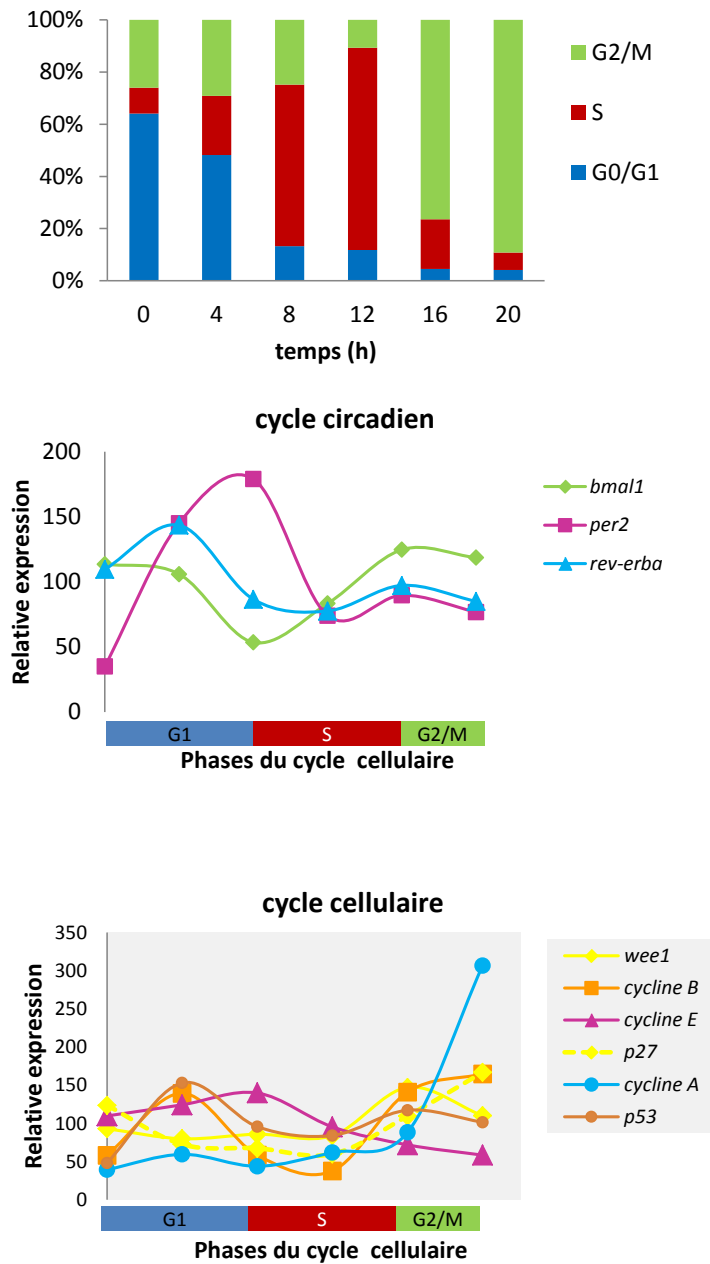 100%
80%
60%
40%
20%
0%
0 4 8 12 16 20
temps (h)
G2/M
S
G0/G1
cycle circadien
Relative expression
200
150
100
50
0
bmal1
per2
rev-erba
G1 S G2/M
Phases du cycle cellulaire
cycle cellulaire
Relative expression
350
300
250
200
150
100
50
0
wee1
cycline B
cycline E
p27
cycline A
p53
G1 S G2/M
Phases du cycle cellulaire